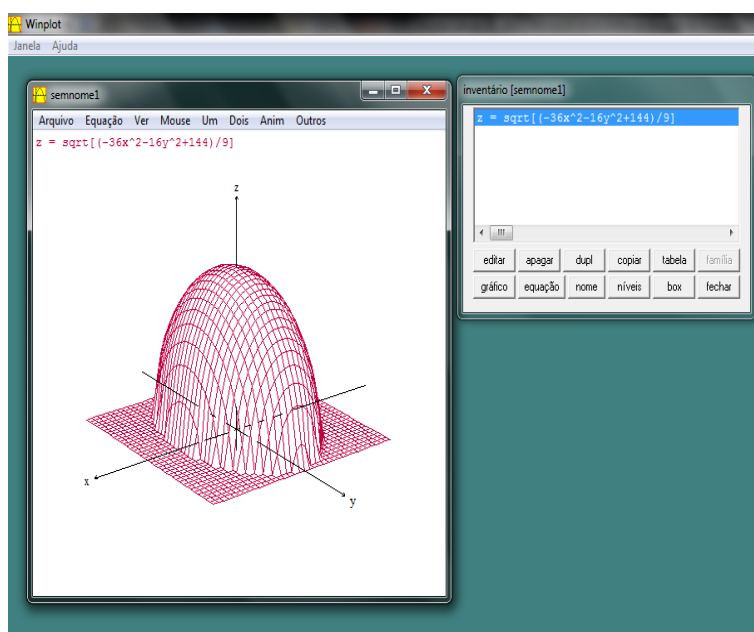 Winplot
Janela Ajuda
semnome1
Arquivo Equação Ver Mouse Um Dois Anim Outros
z = sqrt[(-36x^2-16y^2+144)/9]
z
x
y
inventário [semnome1]
z = sqrt[(-36x^2-16y^2+144)/9]
editar apagar dupl copiar tabela família
gráfico equação nome níveis box fechar